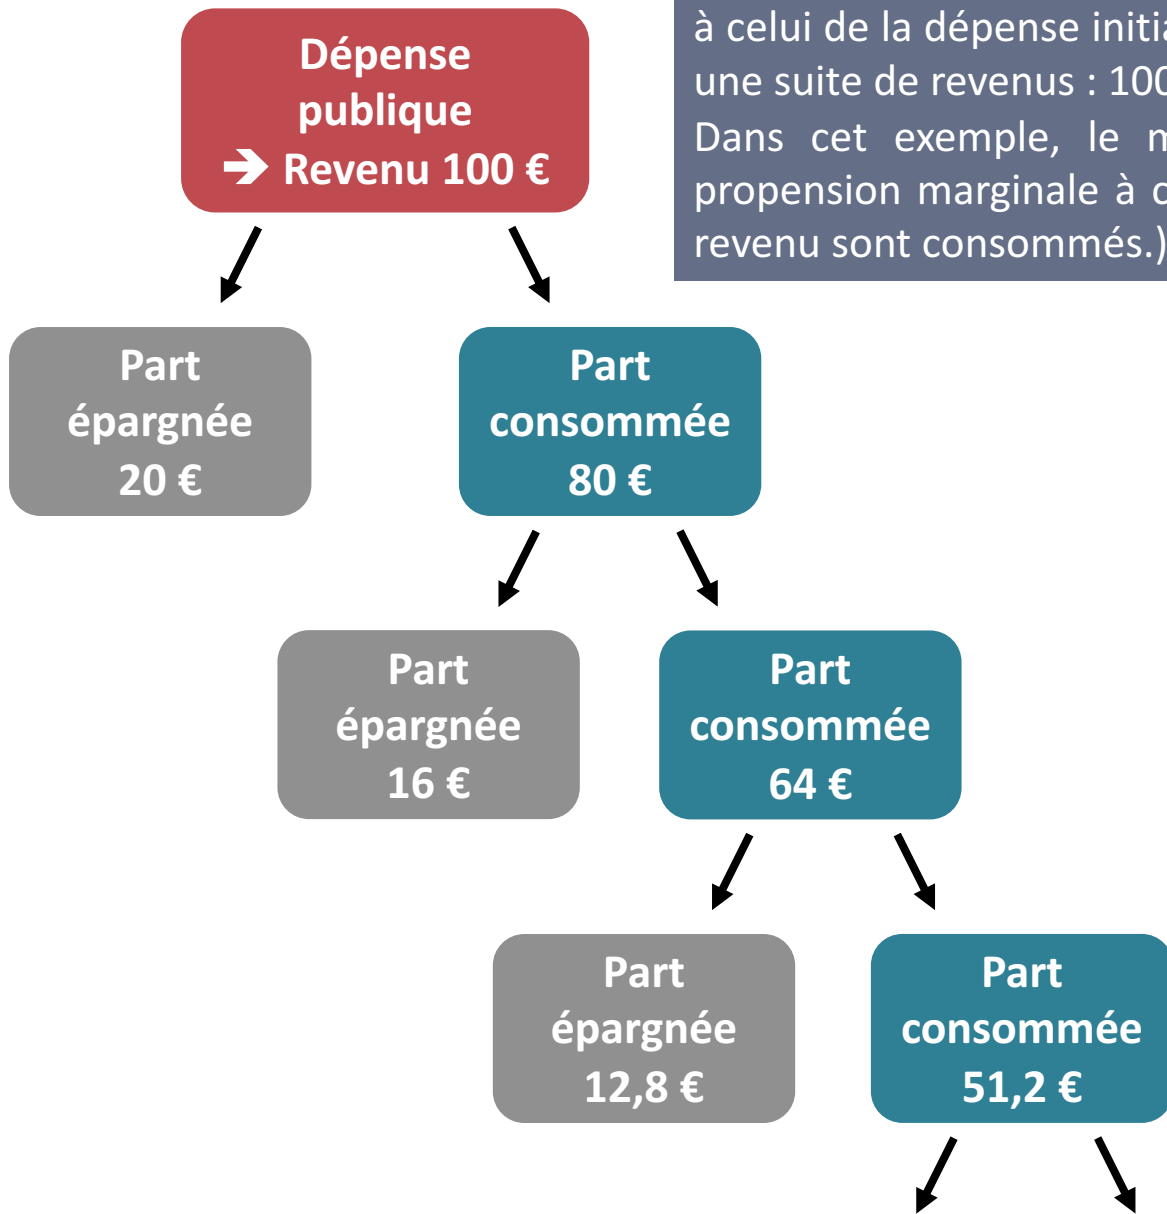 Dépense
publique
➔ Revenu 100 €
à celui de la dépense initia
une suite de revenus : 100
Dans cet exemple, le m
propension marginale à c
revenu sont consommés.)
Part
épargnée
20 €
Part
consommée
80 €
Part
épargnée
16 €
Part
consommée
64 €
Part
épargnée
12,8 €
Part
consommée
51,2 €